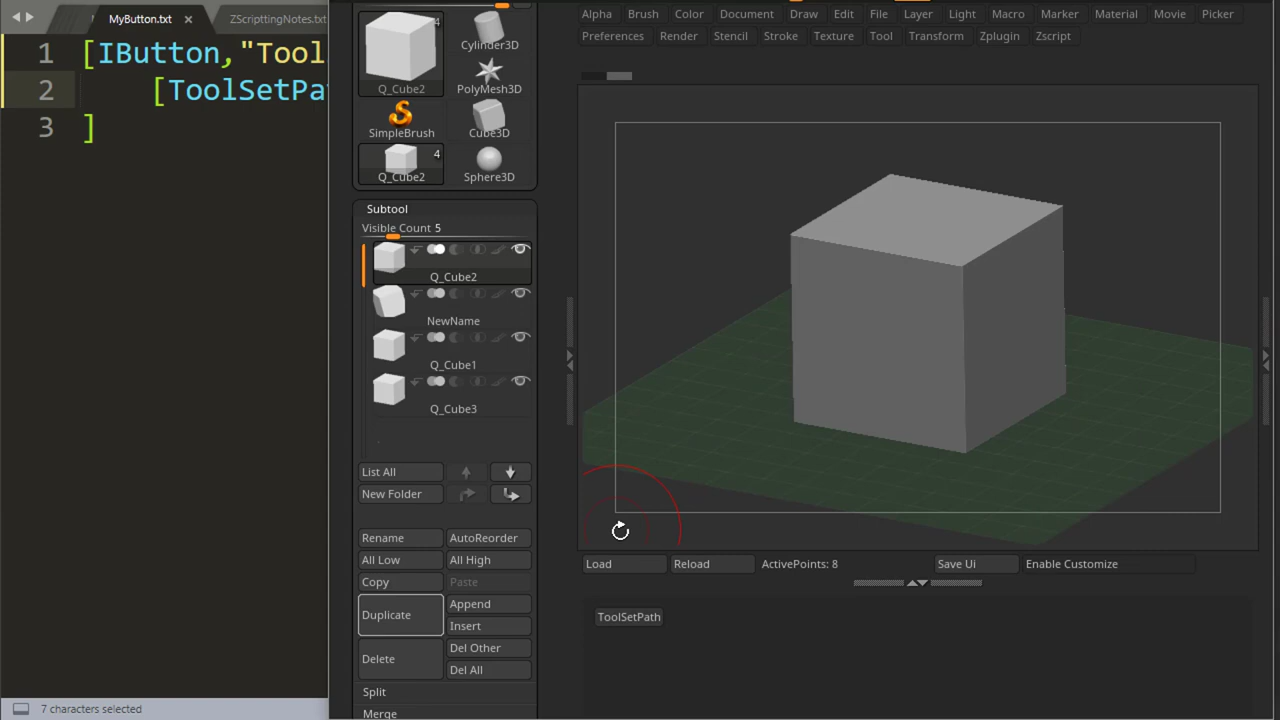 MyButton.txt
ZScripttingNotes.txt
1 [IButton,"Tool
2 [ToolSetPa
3 ]
4
Q_Cube2
Cylinder3D
PolyMesh3D
SimpleBrush
Cube3D
4
Q_Cube2
Sphere3D
Subtool
Visible Count 5
Q_Cube2
NewName
Q_Cube1
Q_Cube3
List All
New Folder
Rename
AutoReorder
All Low
All High
Copy
Paste
Duplicate
Append
Insert
Delete
Del Other
Del All
Split
Merge
Alpha Brush Color Document Draw Edit File Layer Light Macro Marker Material Movie Picker
Preferences Render Stencil Stroke Texture Tool Transform Zplugin Zscript
Load
Reload
ActivePoints: 8
Save Ui
Enable Customize
ToolSetPath
7 characters selected